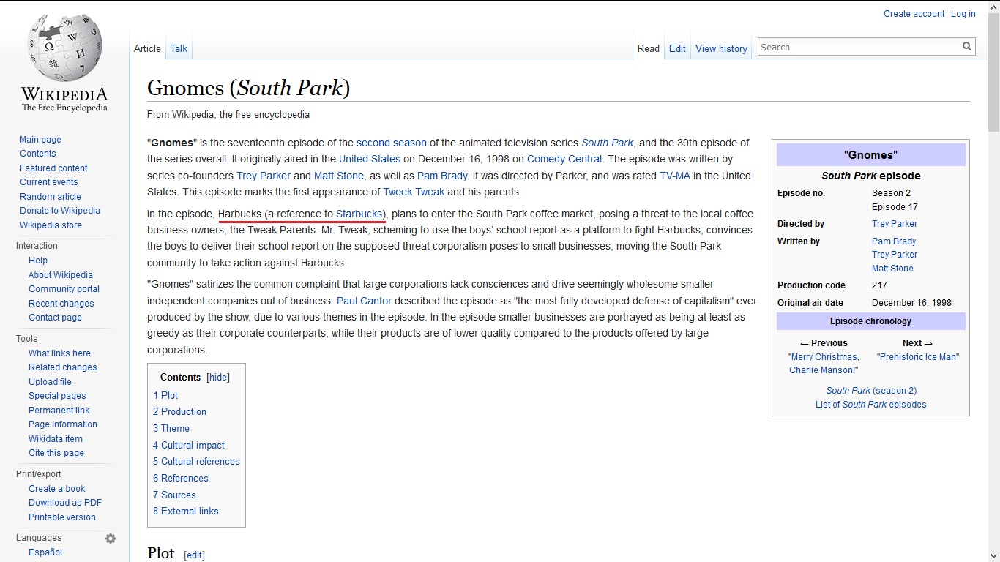 Create account Log in
Article Talk Read Edit View history Search
WIKIPEDIA
The Free Encyclopedia
Main page
Contents
Featured content
Current events
Random article
Donate to Wikipedia
Wikipedia store
Interaction
Help
About Wikipedia
Community portal
Recent changes
Contact page
Tools
What links here
Related changes
Upload file
Special pages
Permanent link
Page information
Wikidata item
Cite this page
Print/export
Create a book
Download as PDF
Printable version
Languages
Español
Gnomes (South Park)
From Wikipedia, the free encyclopedia
"Gnomes" is the seventeenth episode of the second season of the animated television series South Park, and the 30th episode of
the series overall. It originally aired in the United States on December 16, 1998 on Comedy Central. The episode was written by
series co-founders Trey Parker and Matt Stone, as well as Pam Brady. It was directed by Parker, and was rated TV-MA in the United
States. This episode marks the first appearance of Tweek Tweak and his parents.
In the episode, Harbucks (a reference to Starbucks), plans to enter the South Park coffee market, posing a threat to the local coffee
business owners, the Tweak Parents. Mr. Tweak, scheming to use the boys' school report as a platform to fight Harbucks, convinces
the boys to deliver their school report on the supposed threat corporatism poses to small businesses, moving the South Park
community to take action against Harbucks.
"Gnomes" satirizes the common complaint that large corporations lack consciences and drive seemingly wholesome smaller
independent companies out of business. Paul Cantor described the episode as "the most fully developed defense of capitalism" ever
produced by the show, due to various themes in the episode. In the episode smaller businesses are portrayed as being at least as
greedy as their corporate counterparts, while their products are of lower quality compared to the products offered by large
corporations.
Contents [hide]
1 Plot
2 Production
3 Theme
4 Cultural impact
5 Cultural references
6 References
7 Sources
8 External links
Plot [edit]
"Gnomes"
South Park episode
Episode no. Season 2
Episode 17
Directed by Trey Parker
Written by Pam Brady
Trey Parker
Matt Stone
Production code 217
Original air date December 16, 1998
Episode chronology
← Previous Next →
"Merry Christmas, "Prehistoric Ice Man"
Charlie Manson!"
South Park (season 2)
List of South Park episodes